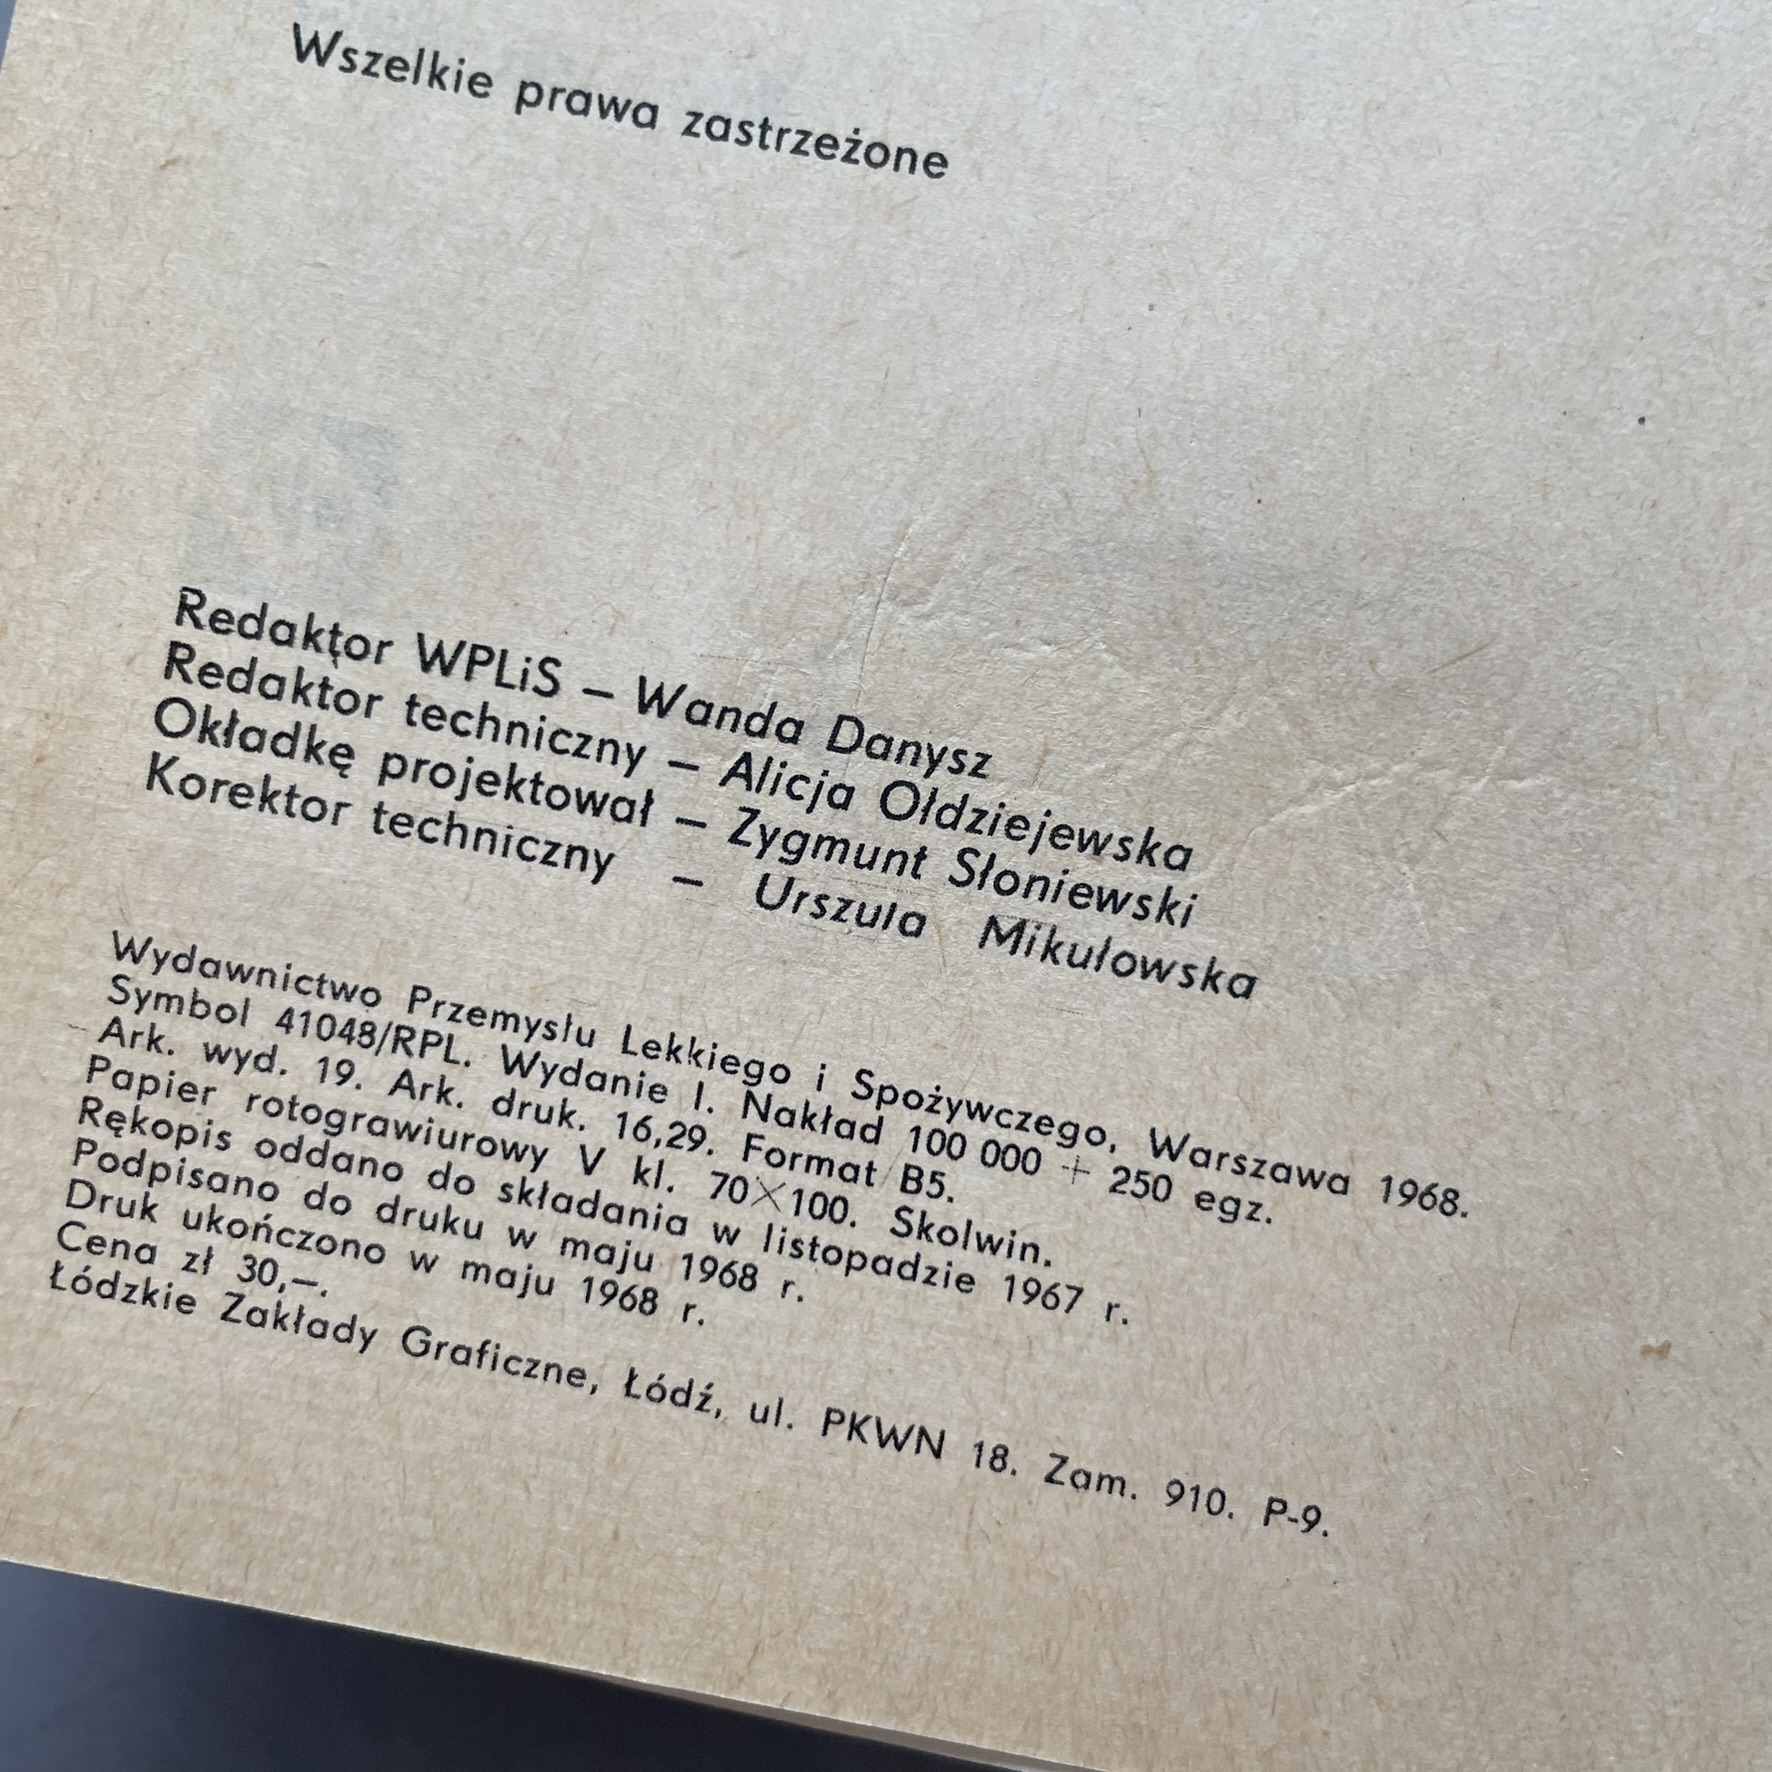 Wszelkie prawa zastrzeżone
Redaktor WPLiS – Wanda Danysz
Redaktor techniczny – Alicja Ołdziejewska
Okładkę projektował – Zygmunt Słoniewski
Korektor techniczny – Urszula Mikułowska
Wydawnictwo Przemysłu Lekkiego i Spożywczego, Warszawa 1968.
Symbol 41048/RPL. Wydanie I. Nakład 100 000 + 250 egz.
Ark. wyd. 19. Ark. druk. 16,29. Format B5.
Papier rotograwiurowy V kl. 70×100. Skolwin.
Rękopis oddano do składania w listopadzie 1967 r.
Podpisano do druku w maju 1968 r.
Druk ukończono w maju 1968 r.
Cena zł 30,–.
Łódzkie Zakłady Graficzne, Łódź, ul. PKWN 18. Zam. 910. P-9.